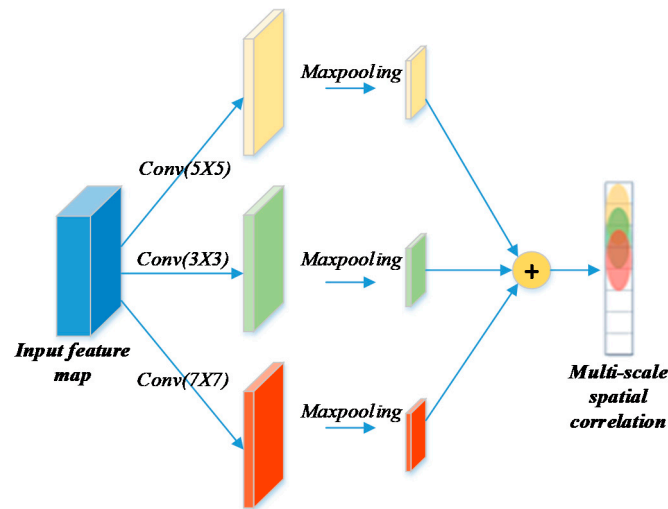 Maxpooling
Conv(5X5)
Conv(3X3)
Maxpooling
+
Input feature
map
Conv(7X7)
Maxpooling
Multi-scale
spatial
correlation